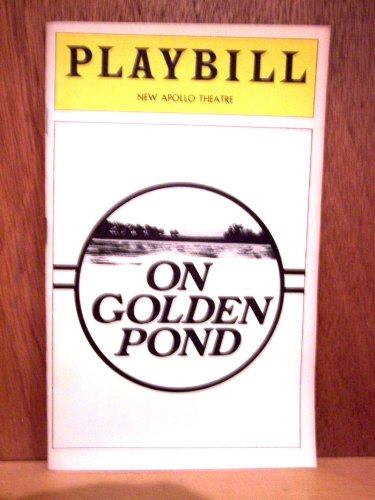 PLAYBILL
NEW APOLLO THEATRE
ON
GOLDEN
POND